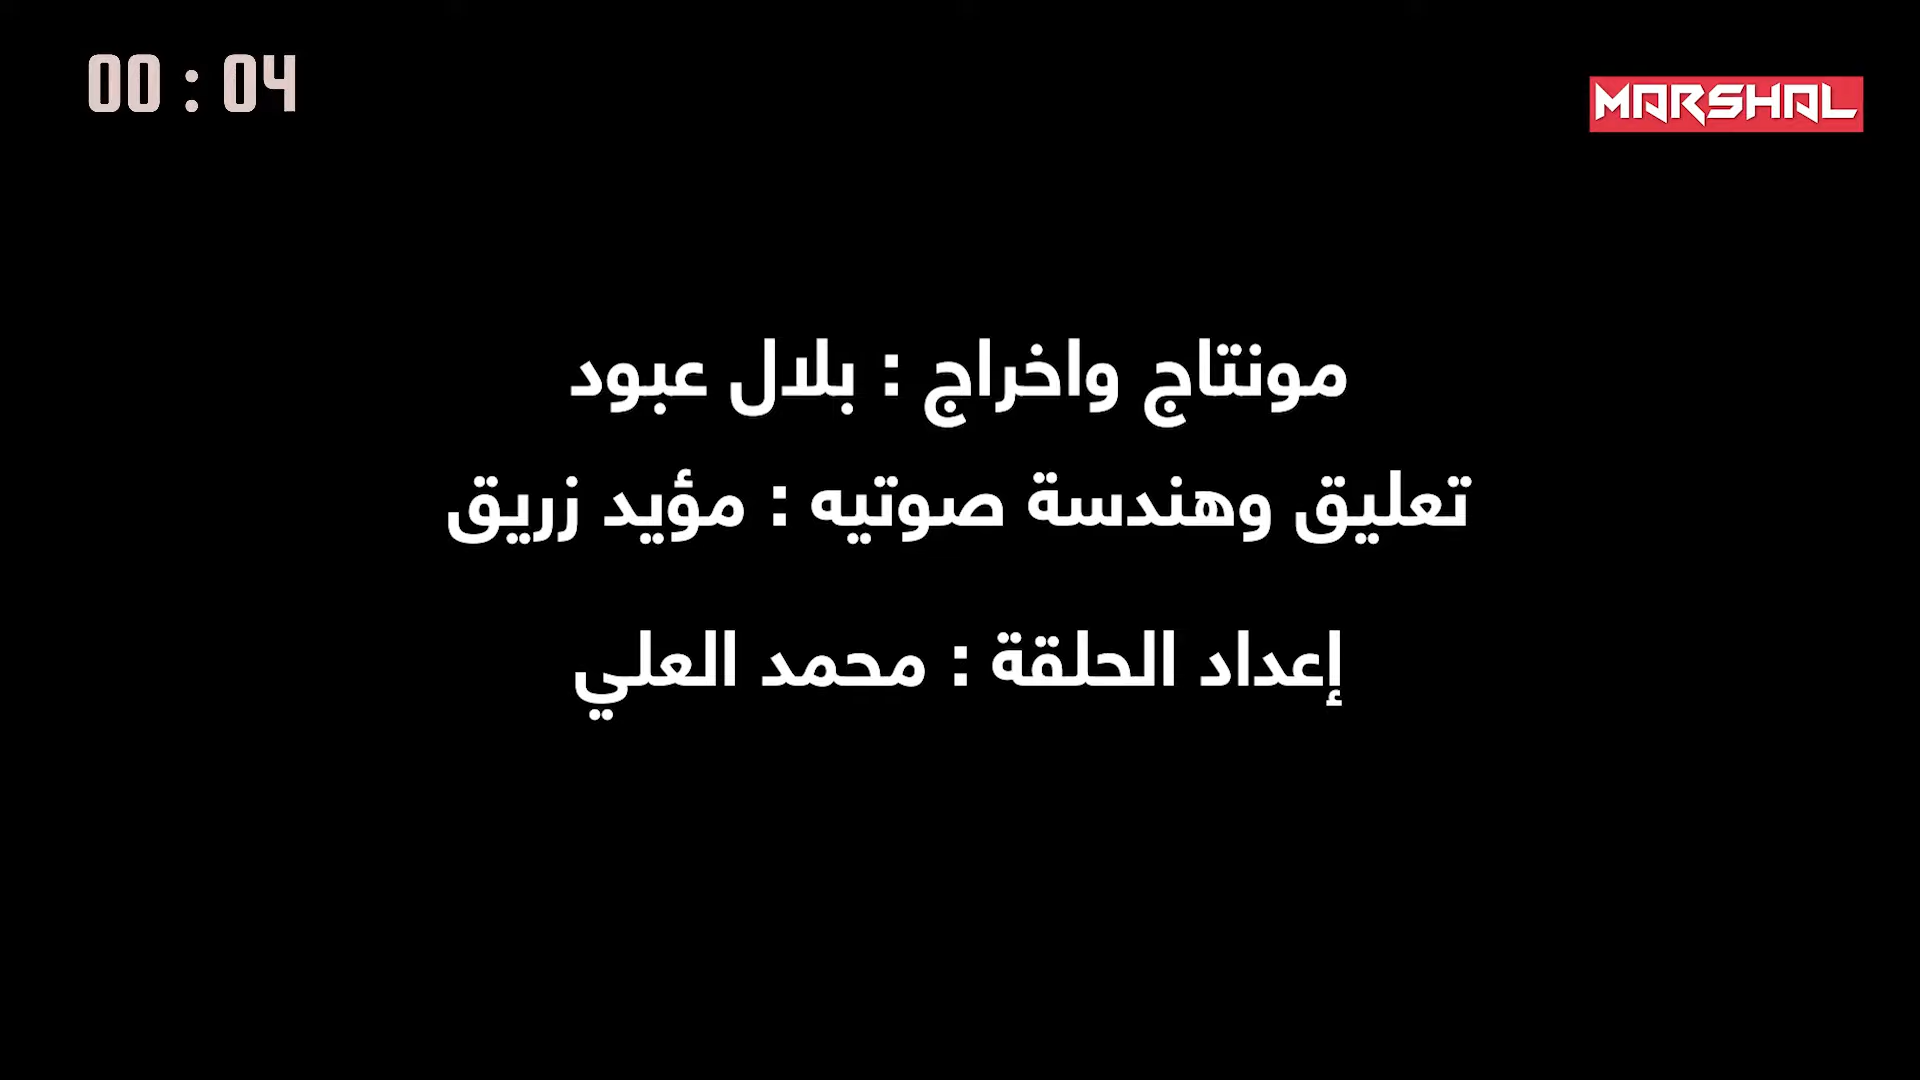 00 : 04
MARSHAL
مونتاج واخراج : بلال عبود
تعليق وهندسة صوتيه : مؤيد زريق
إعداد الحلقة : محمد العلي